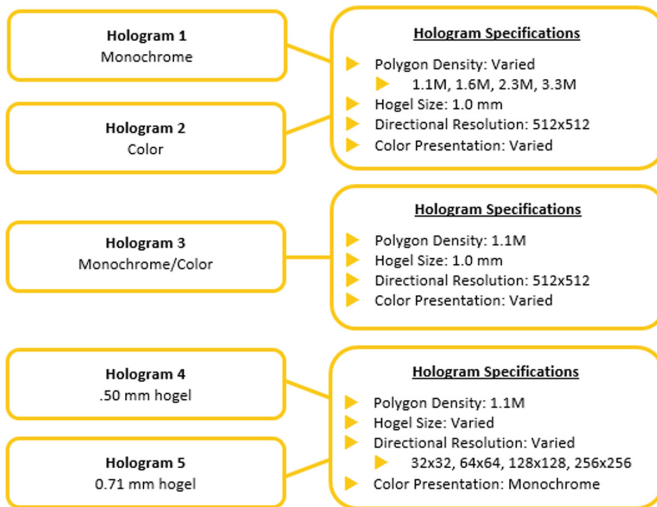 Hologram 1
Monochrome
Hologram 2
Color
Hologram Specifications
Polygon Density: Varied
1.1M, 1.6M, 2.3M, 3.3M
Hogel Size: 1.0 mm
Directional Resolution: 512x512
Color Presentation: Varied
Hologram 3
Monochrome/Color
Hologram Specifications
Polygon Density: 1.1M
Hogel Size: 1.0 mm
Directional Resolution: 512x512
Color Presentation: Varied
Hologram 4
.50 mm hogel
Hologram 5
0.71 mm hogel
Hologram Specifications
Polygon Density: 1.1M
Hogel Size: Varied
Directional Resolution: Varied
32x32, 64x64, 128x128, 256x256
Color Presentation: Monochrome